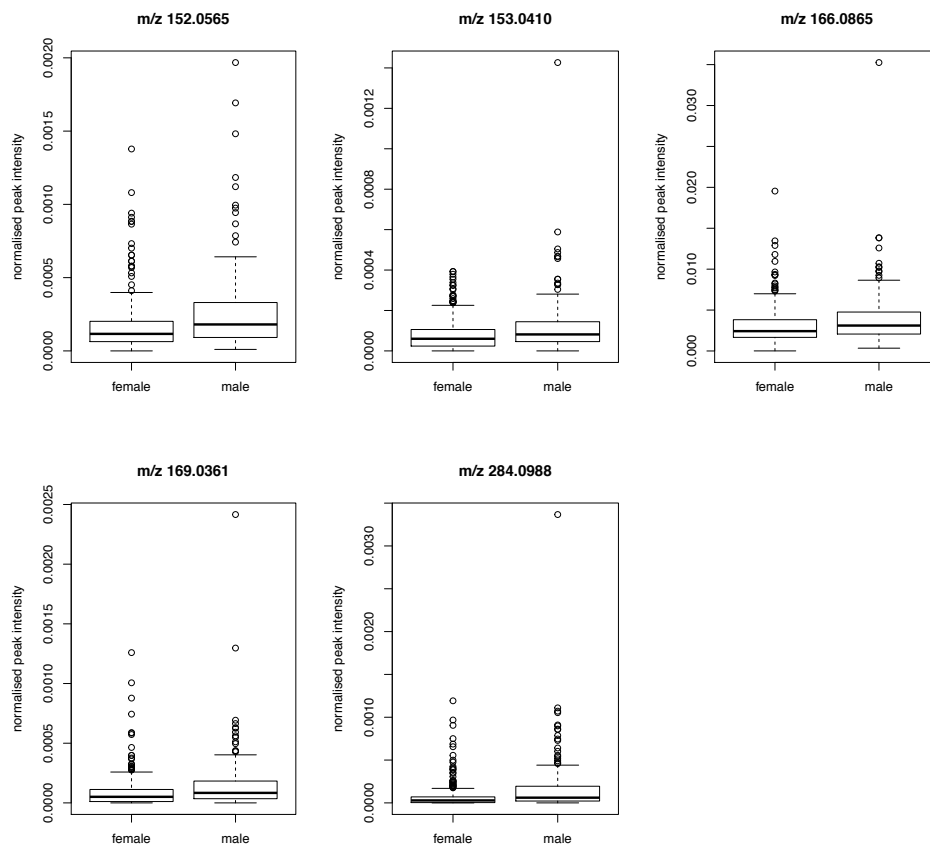 m/z 152.0565
normalised peak intensity
0.0020
0.0015
0.0010
0.0005
0.0000
female male
m/z 153.0410
normalised peak intensity
0.0012
0.0008
0.0004
0.0000
female male
m/z 166.0865
normalised peak intensity
0.030
0.020
0.010
0.000
female male
m/z 169.0361
normalised peak intensity
0.0025
0.0020
0.0015
0.0010
0.0005
0.0000
female male
m/z 284.0988
normalised peak intensity
0.0030
0.0020
0.0010
0.0000
female male